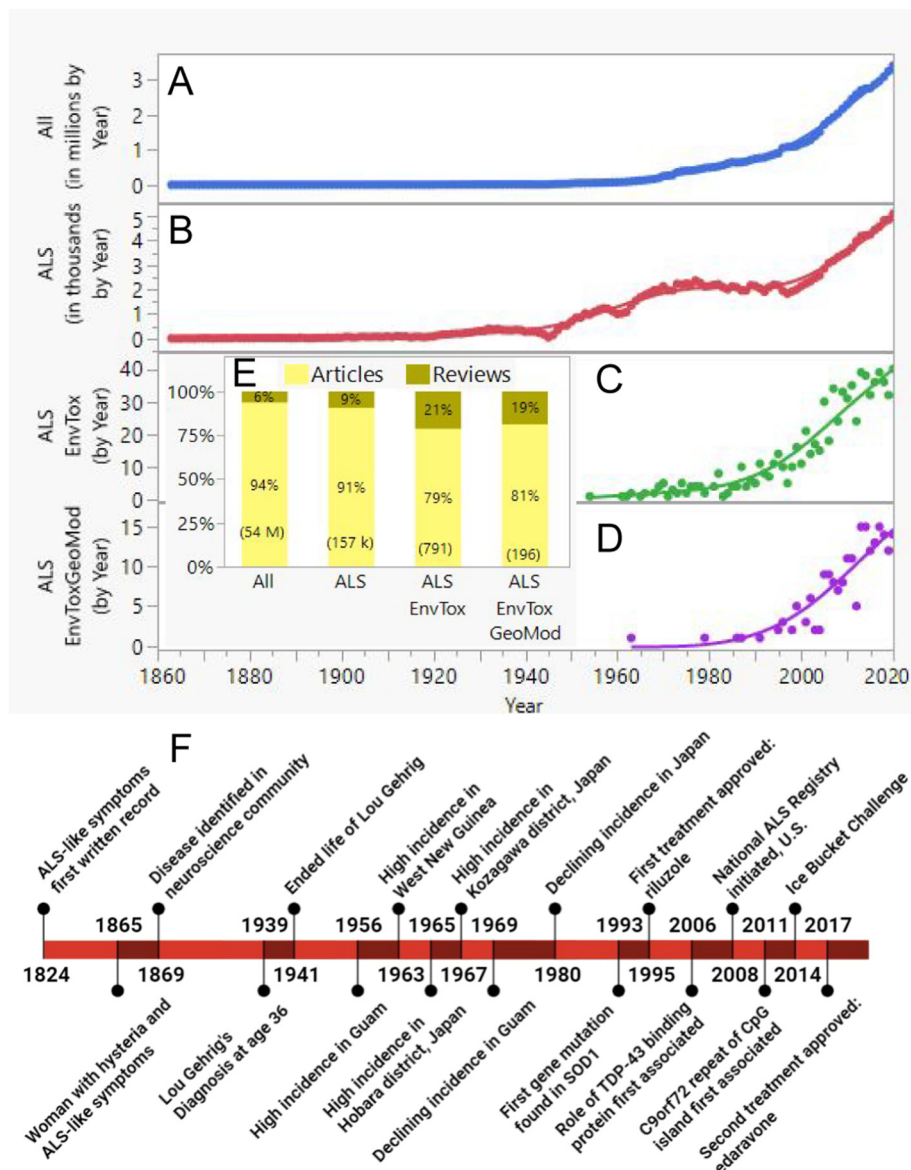 A
All
(in millions by
Year)
3
2
1
0
B
ALS
(in thousands
by Year)
5
4
3
2
1
0
C
ALS
EnvTox
(by Year)
40
30
20
10
0
D
ALS
EnvToxGeoMod
(by Year)
15
10
5
0
E
Articles
Reviews
100%
75%
50%
25%
0%
6%
94%
(54 M)
All
9%
91%
(157 k)
ALS
21%
79%
(791)
ALS
EnvTox
19%
81%
(196)
ALS
EnvTox
GeoMod
1860 1880 1900 1920 1940 1960 1980 2000 2020
Year
F
ALS-like symptoms
first written record
Disease identified in
neuroscience community
Ended life of Lou Gehrig
High incidence in
West New Guinea
High incidence in
Kozagawa district, Japan
Declining incidence in Japan
First treatment approved:
riluzole
National ALS Registry
initiated, U.S.
Ice Bucket Challenge
1865 1939 1956 1965 1969 1993 2006 2011 2017
1824 1869 1941 1963 1967 1980 1995 2008 2014
Woman with hysteria and
ALS-like symptoms
Lou Gehrig's
Diagnosis at age 36
High incidence in Guam
High incidence in
Hobara district, Japan
Declining incidence in Guam
First gene mutation
found in SOD1
Role of TDP-43 binding
protein first associated
C9orf72 repeat of CpG
island first associated
Second treatment approved:
edaravone